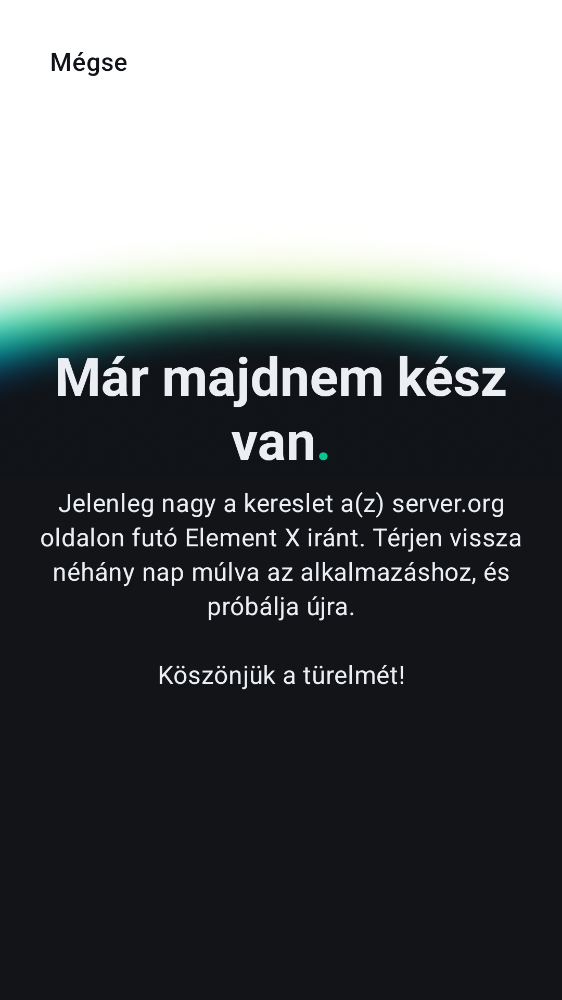 Mégse
Már majdnem kész
van.
Jelenleg nagy a kereslet a(z) server.org
oldalon futó Element X iránt. Térjen vissza
néhány nap múlva az alkalmazáshoz, és
próbálja újra.
Köszönjük a türelmét!